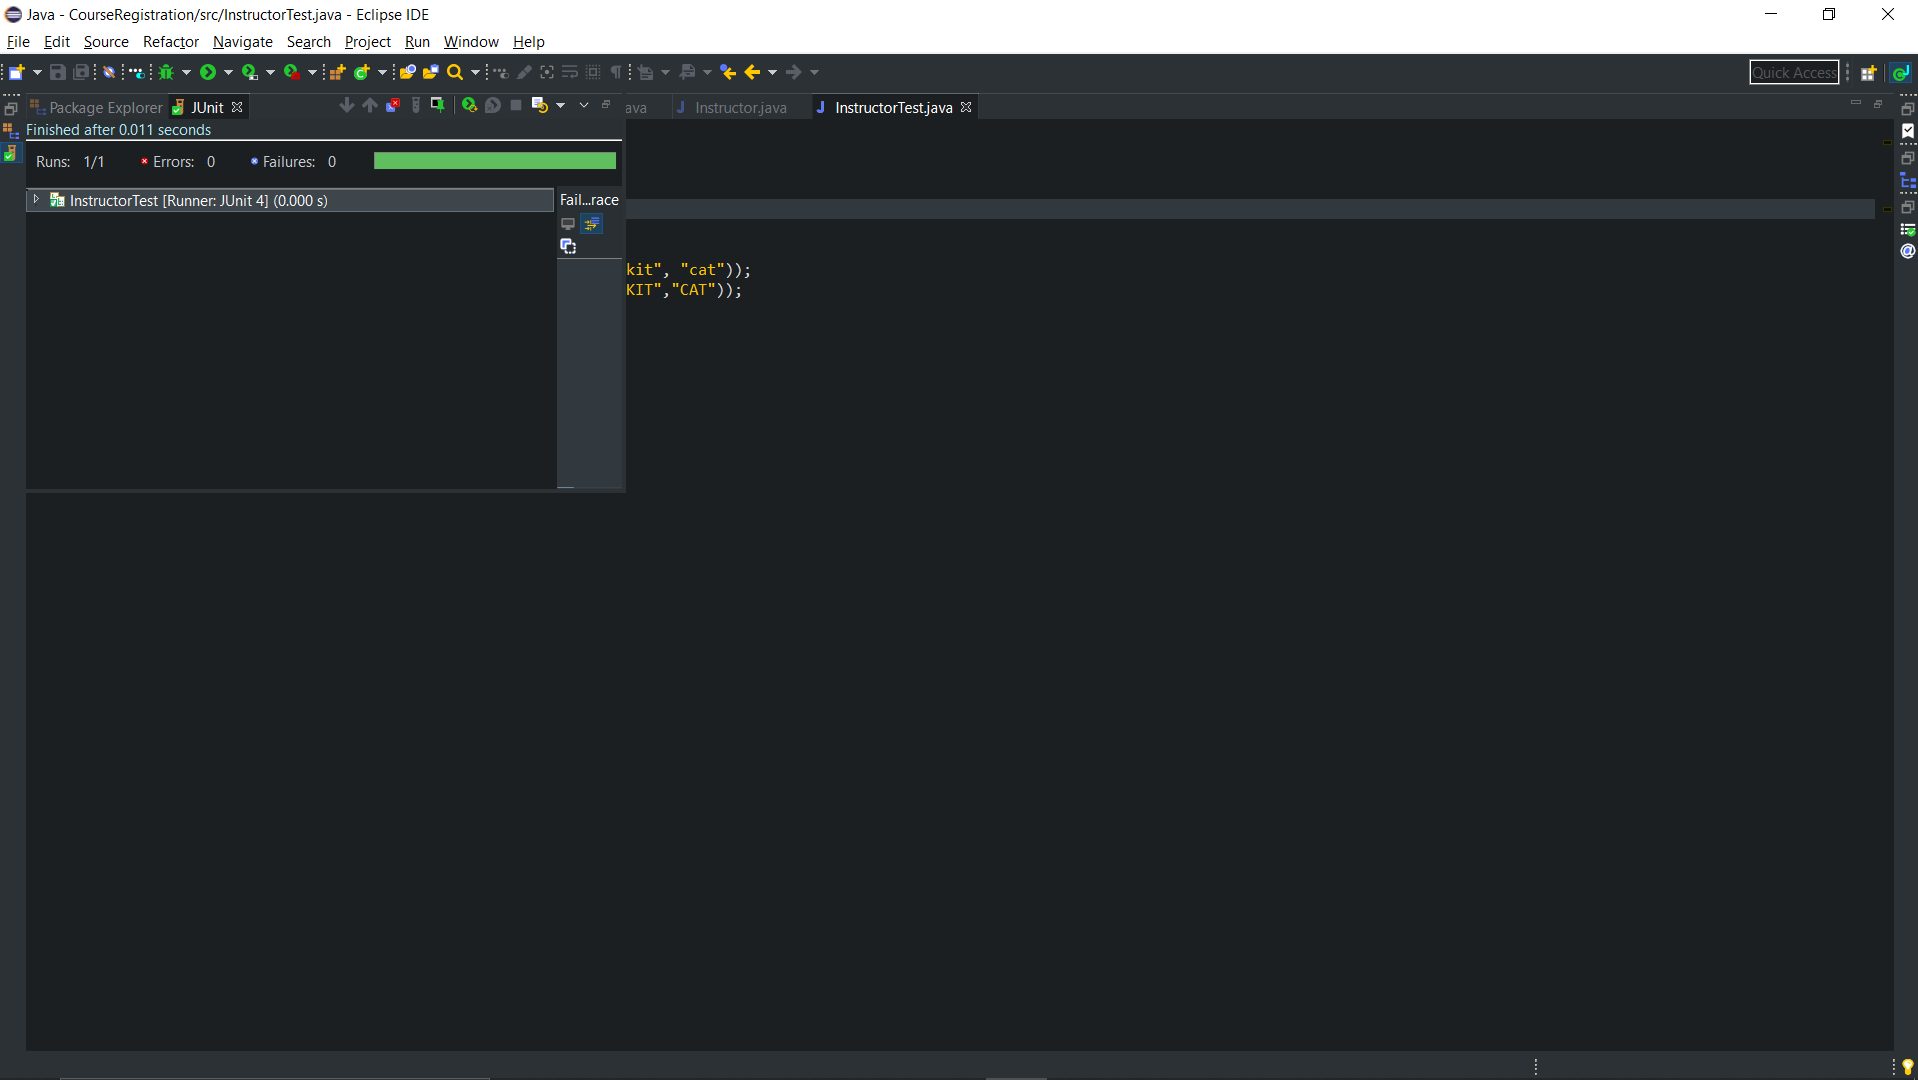 Java - CourseRegistration/src/InstructorTest.java - Eclipse IDE
File Edit Source Refactor Navigate Search Project Run Window Help
Quick Access
Package Explorer JUnit ava Instructor.java InstructorTest.java
Finished after 0.011 seconds
Runs: 1/1 Errors: 0 Failures: 0
InstructorTest [Runner: JUnit 4] (0.000 s) Fail...race
kit", "cat"));
KIT","CAT"));